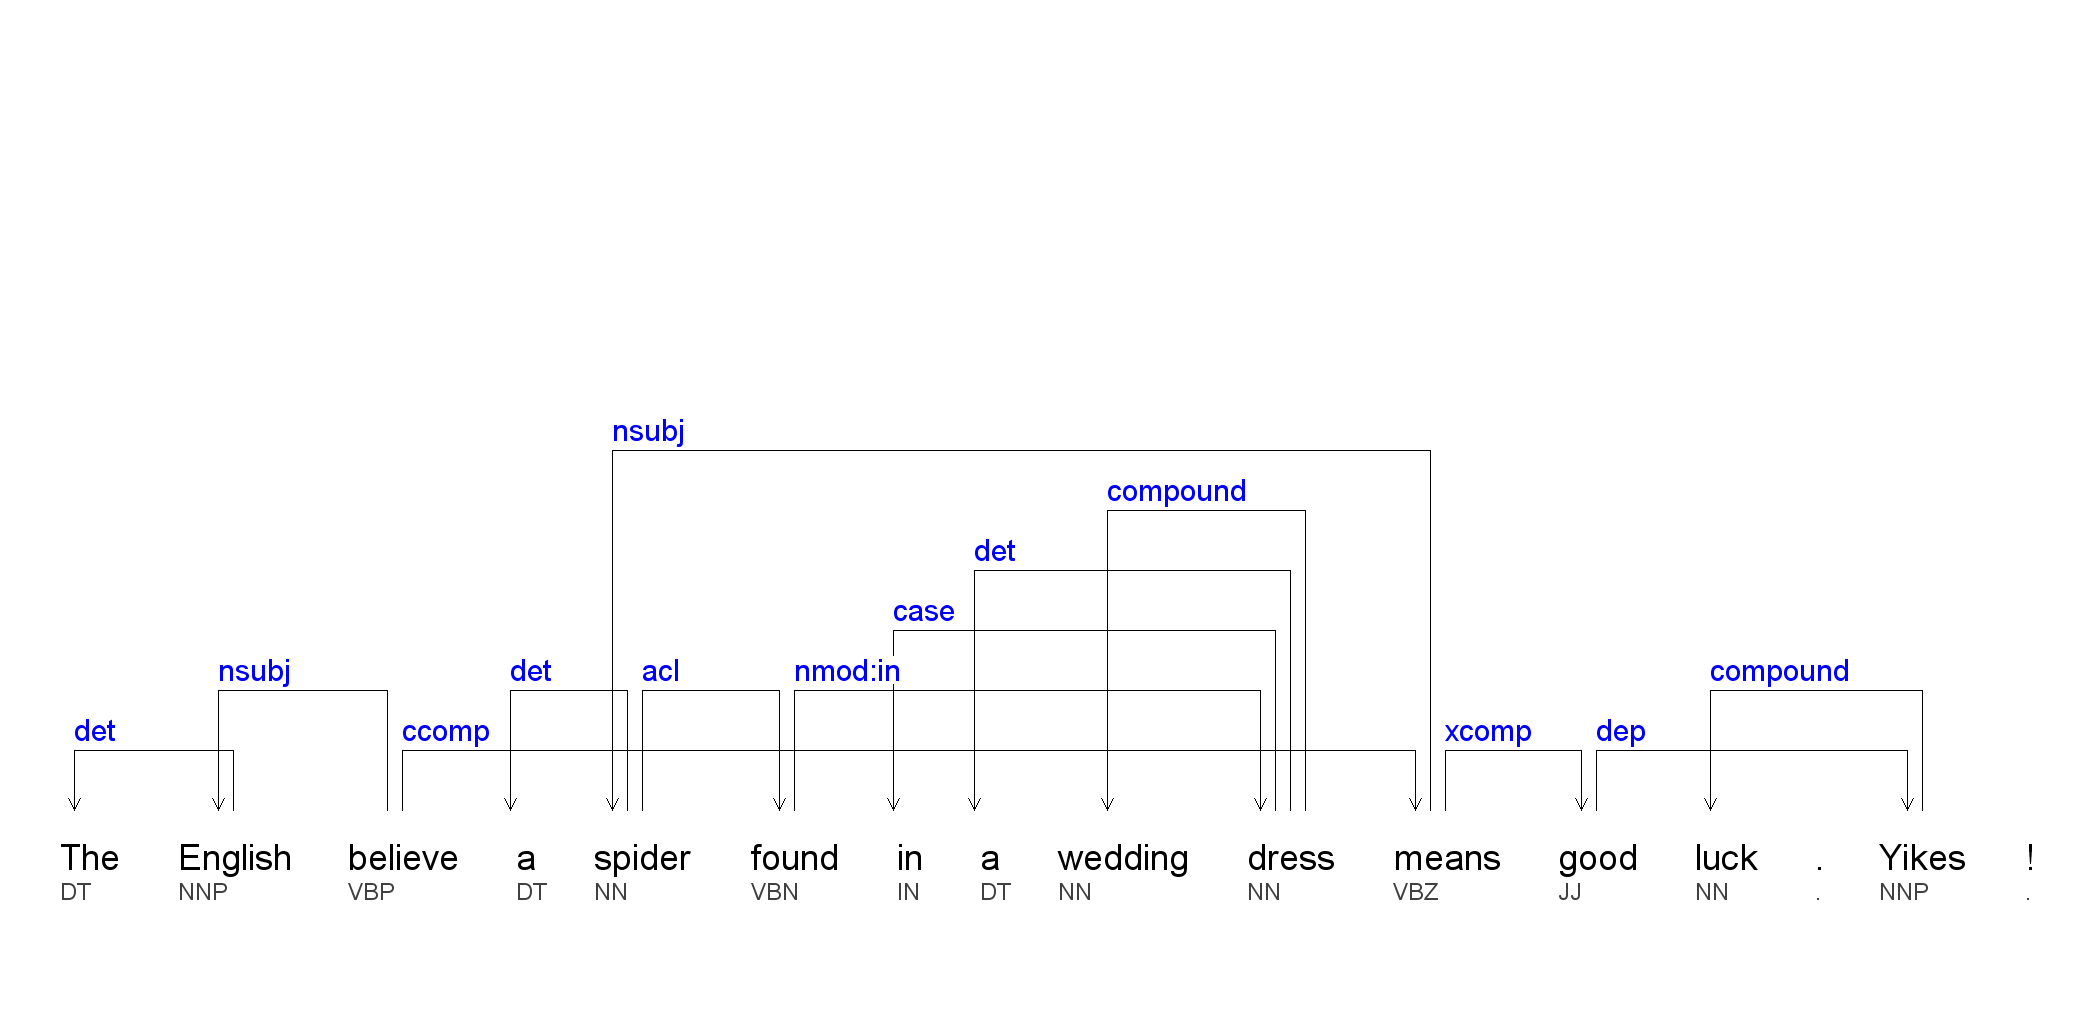 nsubj
compound
det
case
nsubj det acl nmod:in compound
det ccomp xcomp dep
The English believe a spider found in a wedding dress means good luck . Yikes !
DT NNP VBP DT NN VBN IN DT NN NN VBZ JJ NN . NNP .